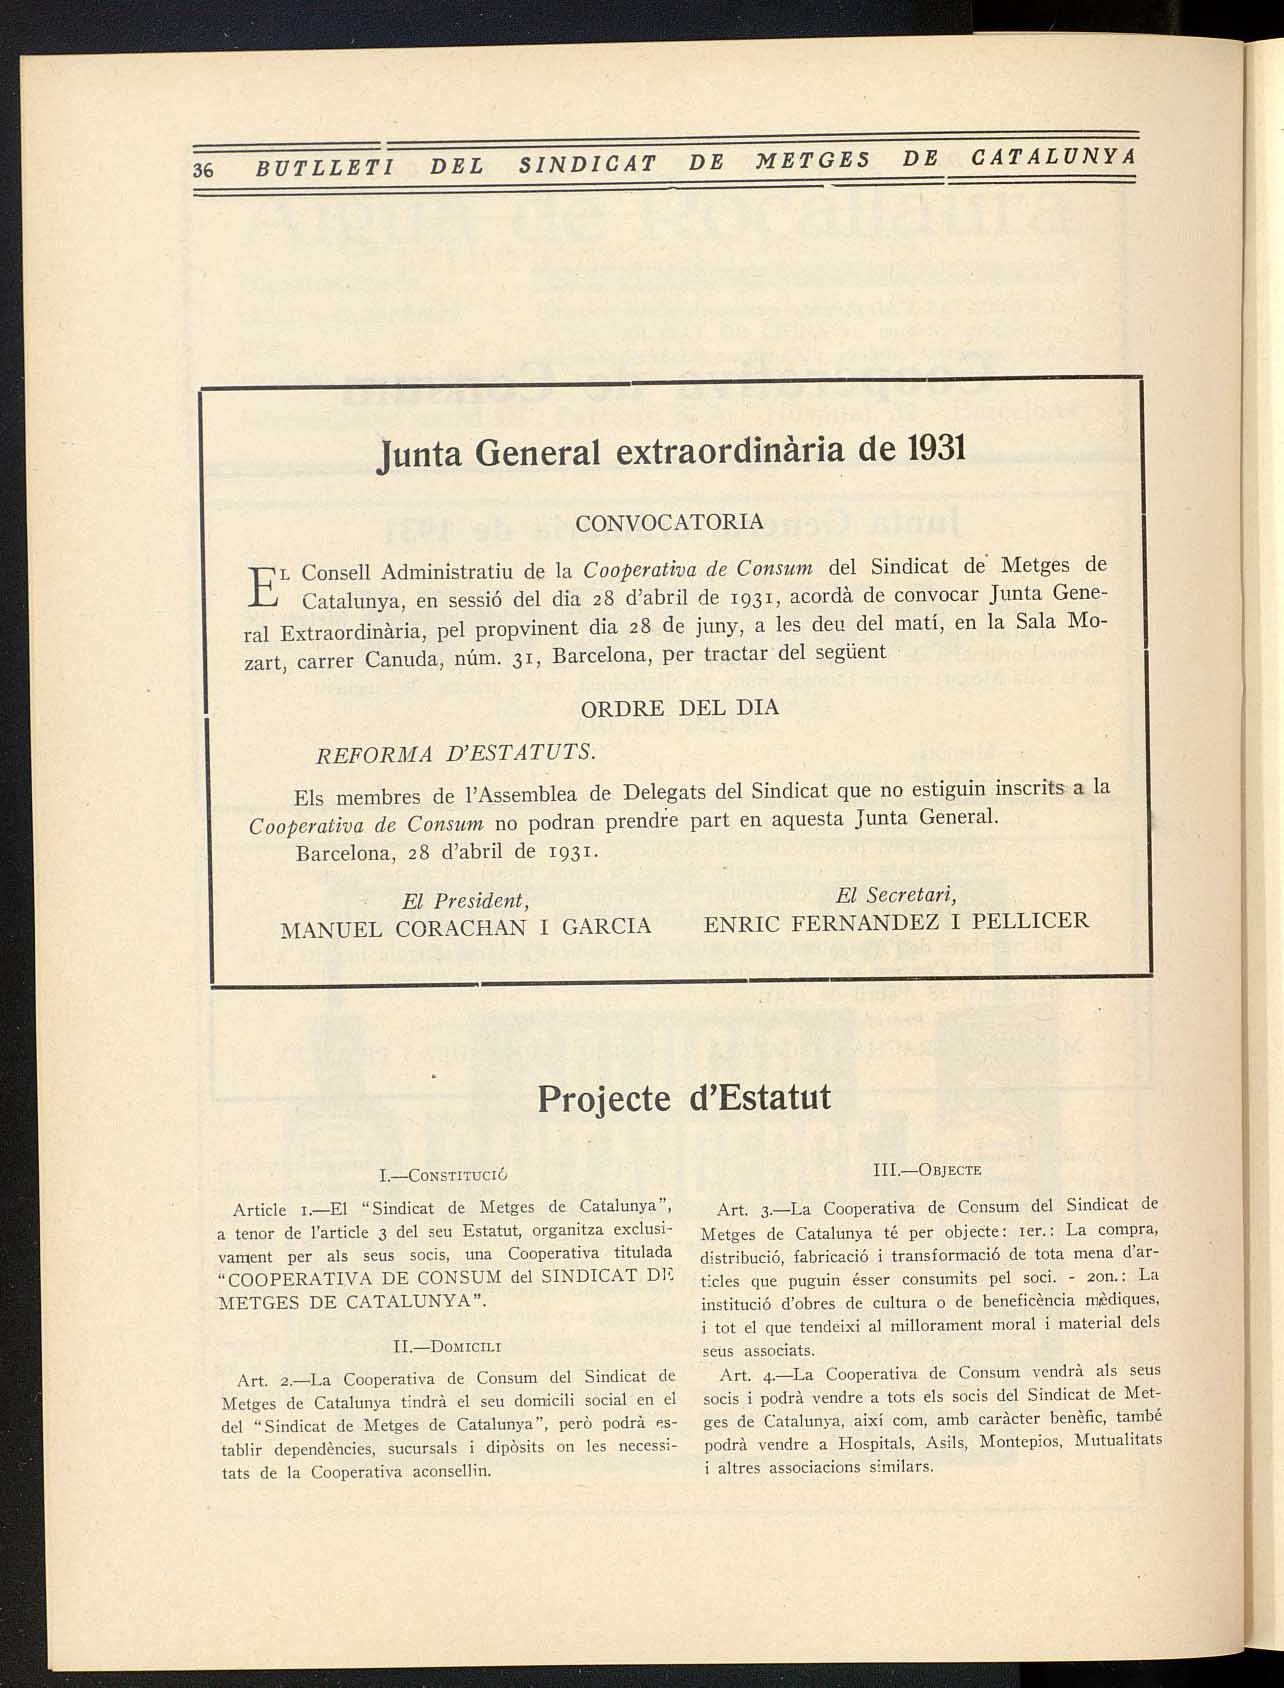 36 BUTLLETI DEL SINDICAT DE METGES DE CATALUNYA
Junta General extraordinària de 1931
CONVOCATORIA
EL Consell Administratiu de la Cooperativa de Consum del Sindicat de Metges de
Catalunya, en sessió del dia 28 d'abril de 1931, acordà de convocar Junta Gene-
ral Extraordinària, pel propvinent dia 28 de juny, a les deu del matí, en la Sala Mo-
zart, carrer Canuda, núm. 31, Barcelona, per tractar del següent
ORDRE DEL DIA
REFORMA D'ESTATUTS.
Els membres de l'Assemblea de Delegats del Sindicat que no estiguin inscrits a la
Cooperativa de Consum no podran prendre part en aquesta Junta General.
Barcelona, 28 d'abril de 1931.
El President,
MANUEL CORACHAN I GARCIA
El Secretari,
ENRIC FERNANDEZ I PELLICER
Projecte d'Estatut
I.—Constitució
Article 1.—El "Sindicat de Metges de Catalunya",
a tenor de l'article 3 del seu Estatut, organitza exclusi-
vament per als seus socis, una Cooperativa titulada
"COOPERATIVA DE CONSUM del SINDICAT DE
METGES DE CATALUNYA".
II.—Domicili
Art. 2.—La Cooperativa de Consum del Sindicat de
Metges de Catalunya tindrà el seu domicili social en el
del "Sindicat de Metges de Catalunya", però podrà es-
tablir dependències, sucursals i dipòsits on les necessi-
tats de la Cooperativa aconsellin.
III.—Objecte
Art. 3.—La Cooperativa de Consum del Sindicat de
Metges de Catalunya té per objecte: 1er.: La compra,
distribució, fabricació i transformació de tota mena d'ar-
ticles que puguin ésser consumits pel soci. - 2on.: La
institució d'obres de cultura o de beneficència mèdiques,
i tot el que tendeixi al millorament moral i material dels
seus associats.
Art. 4.—La Cooperativa de Consum vendrà als seus
socis i podrà vendre a tots els socis del Sindicat de Met-
ges de Catalunya, així com, amb caràcter benèfic, també
podrà vendre a Hospitals, Asils, Montepios, Mutualitats
i altres associacions similars.